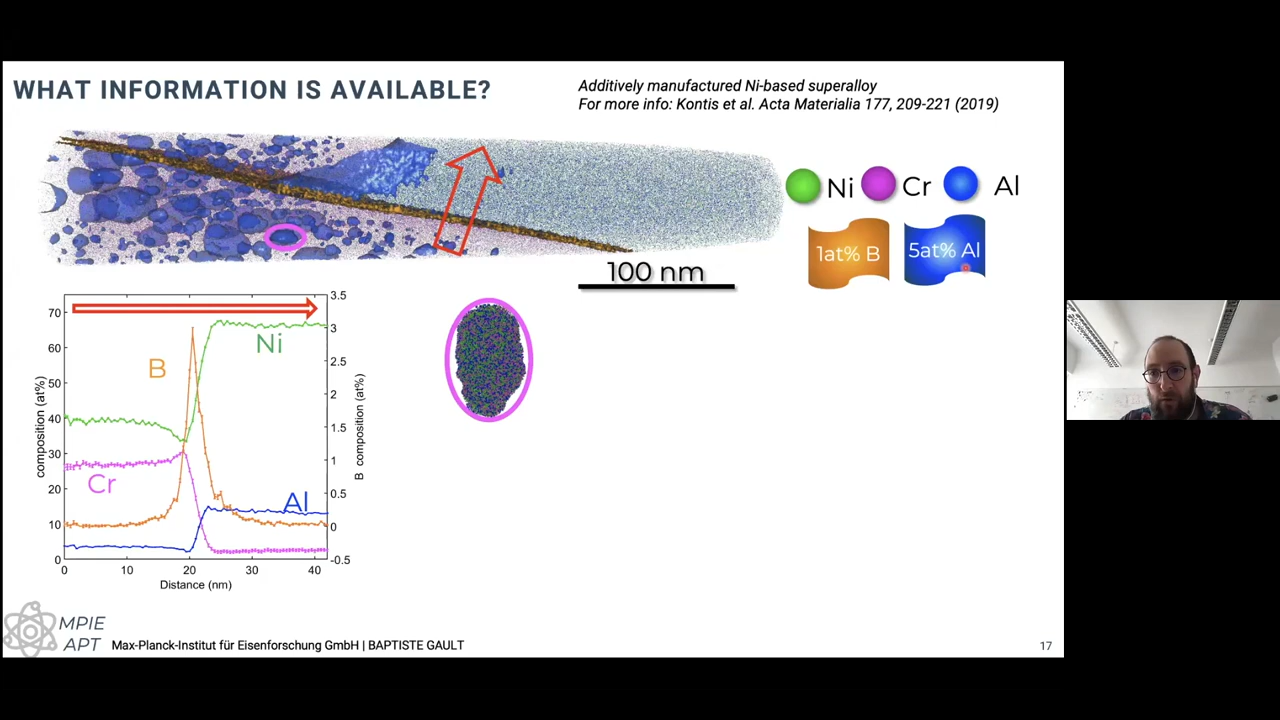 WHAT INFORMATION IS AVAILABLE?
Additively manufactured Ni-based superalloy
For more info: Kontis et al. Acta Materialia 177, 209-221 (2019)
Ni Cr Al
1at% B 5at% Al
100 nm
composition (at%)
70
60
50
40
30
20
10
0
B
Ni
Cr
Al
3.5
3
2.5
2
1.5
1
0.5
0
-0.5
B composition (at%)
0 10 20 30 40
Distance (nm)
MPIE
APT
Max-Planck-Institut für Eisenforschung GmbH | BAPTISTE GAULT
17